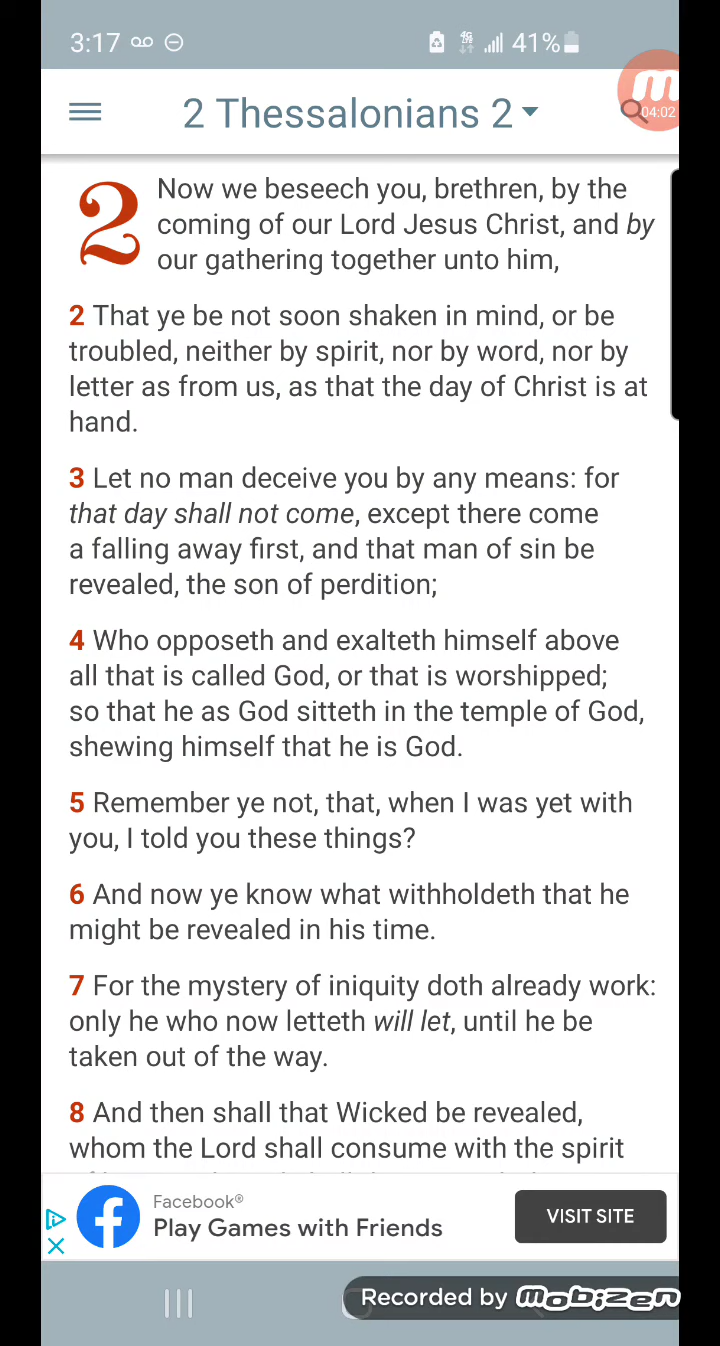 3:17 41%
2 Thessalonians 2
04:02
2 Now we beseech you, brethren, by the
coming of our Lord Jesus Christ, and by
our gathering together unto him,
2 That ye be not soon shaken in mind, or be
troubled, neither by spirit, nor by word, nor by
letter as from us, as that the day of Christ is at
hand.
3 Let no man deceive you by any means: for
that day shall not come, except there come
a falling away first, and that man of sin be
revealed, the son of perdition;
4 Who opposeth and exalteth himself above
all that is called God, or that is worshipped;
so that he as God sitteth in the temple of God,
shewing himself that he is God.
5 Remember ye not, that, when I was yet with
you, I told you these things?
6 And now ye know what withholdeth that he
might be revealed in his time.
7 For the mystery of iniquity doth already work:
only he who now letteth will let, until he be
taken out of the way.
8 And then shall that Wicked be revealed,
whom the Lord shall consume with the spirit
Facebook®
Play Games with Friends
VISIT SITE
Recorded by mobizen